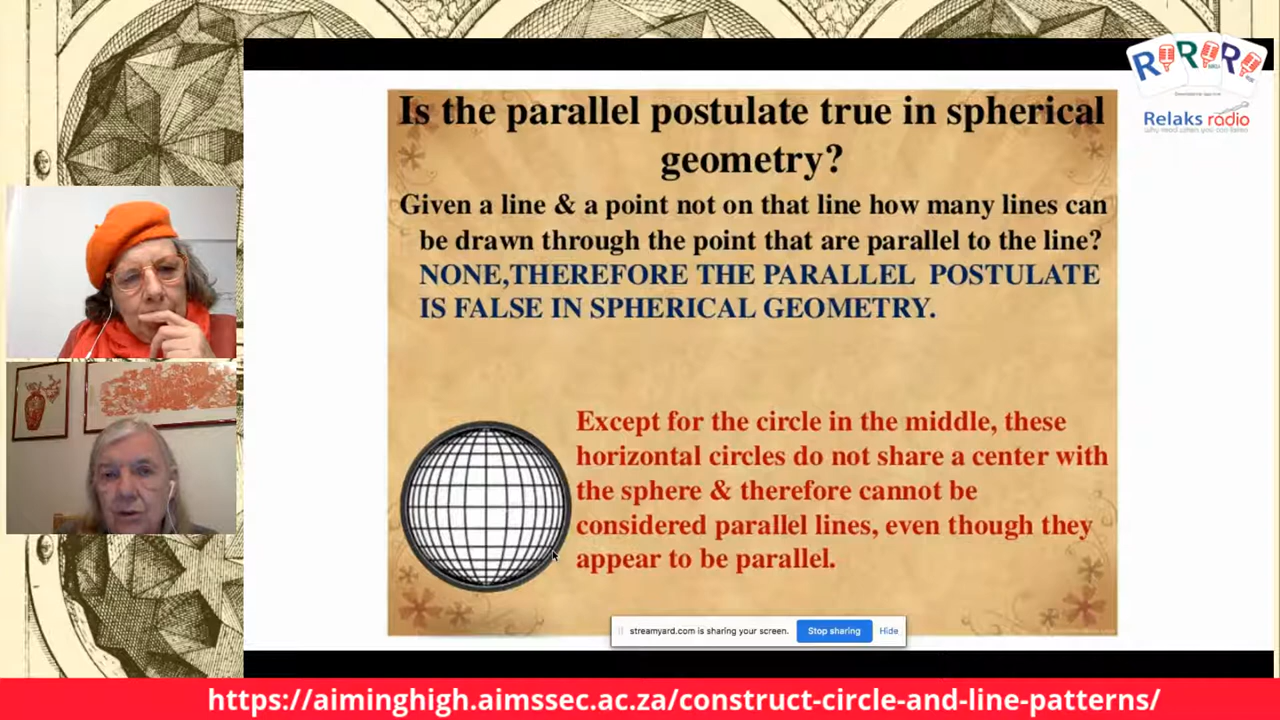 Is the parallel postulate true in spherical
geometry?
Given a line & a point not on that line how many lines can
be drawn through the point that are parallel to the line?
NONE,THEREFORE THE PARALLEL POSTULATE
IS FALSE IN SPHERICAL GEOMETRY.
Except for the circle in the middle, these
horizontal circles do not share a center with
the sphere & therefore cannot be
considered parallel lines, even though they
appear to be parallel.
streamyard.com is sharing your screen.
Stop sharing
Hide
R R R
Relaks radio
https://aiminghigh.aimssec.ac.za/construct-circle-and-line-patterns/